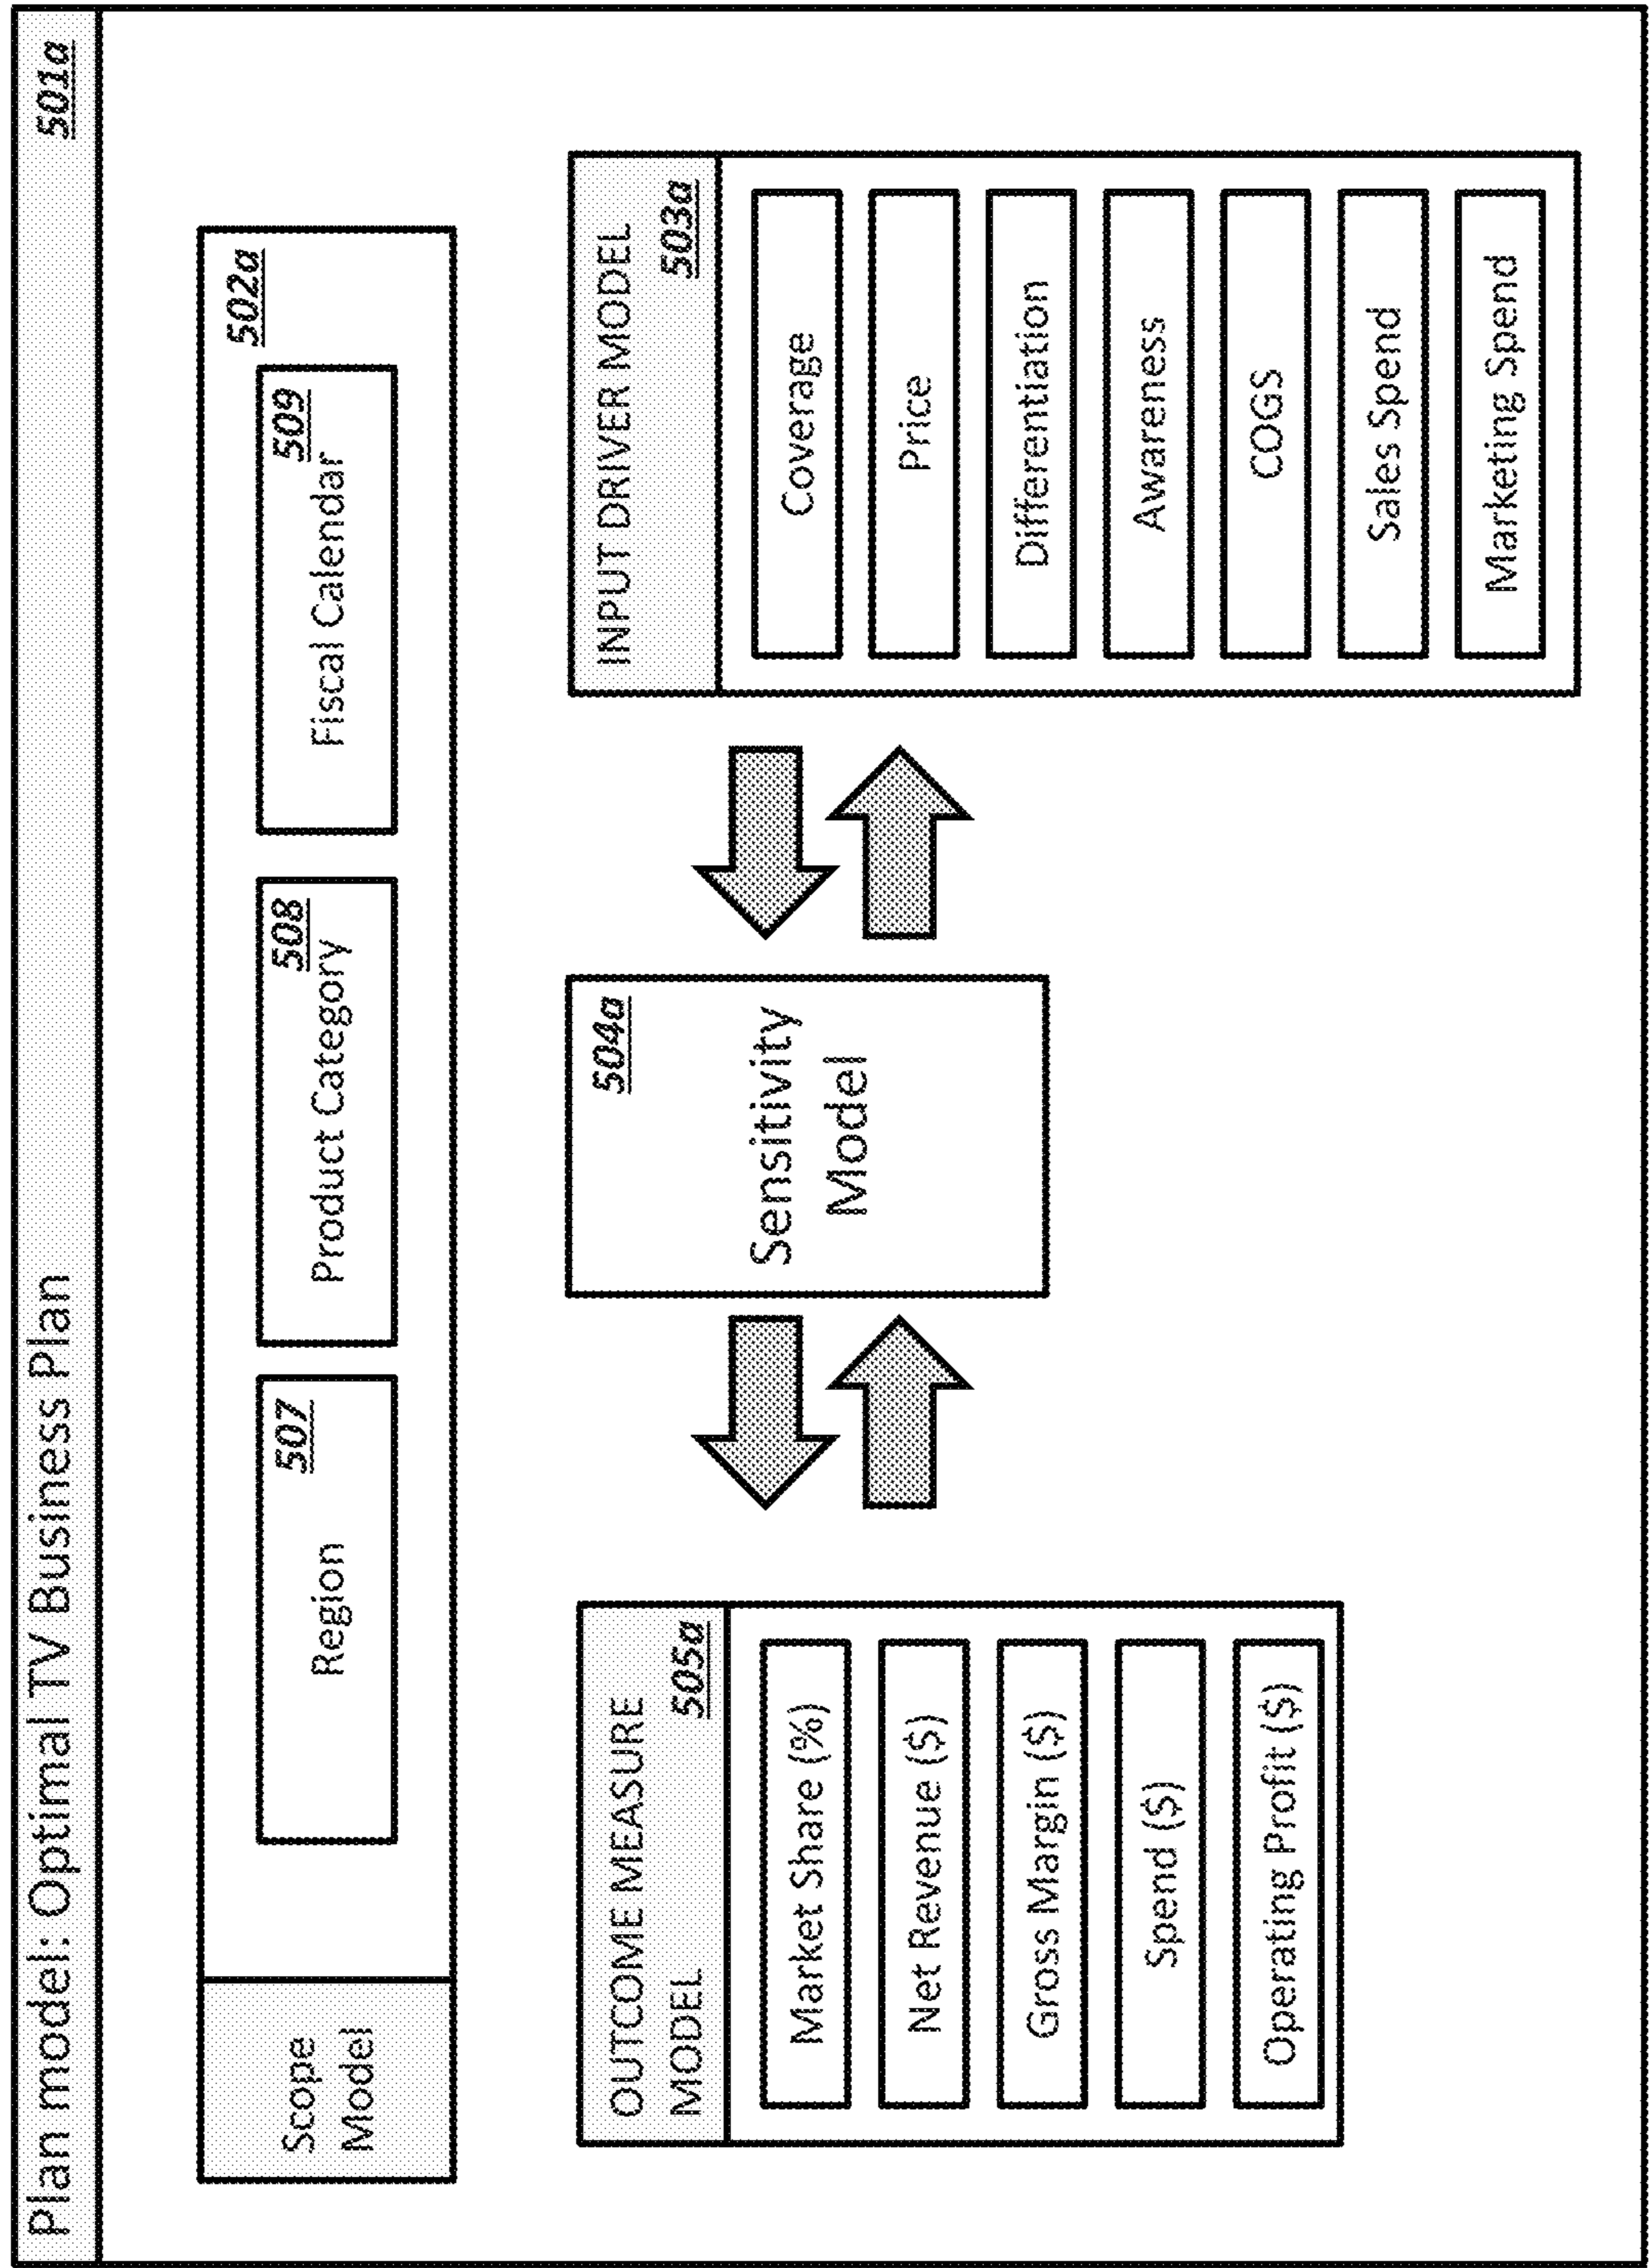 Plan model: Optimal TV Business Plan
501a
Scope
Model
502a
507
Region
508
Product Category
509
Fiscal Calendar
OUTCOME MEASURE
MODEL
505a
Market Share (%)
Net Revenue ($)
Gross Margin ($)
Spend ($)
Operating Profit ($)
504a
Sensitivity
Model
INPUT DRIVER MODEL
503a
Coverage
Price
Differentiation
Awareness
COGS
Sales Spend
Marketing Spend